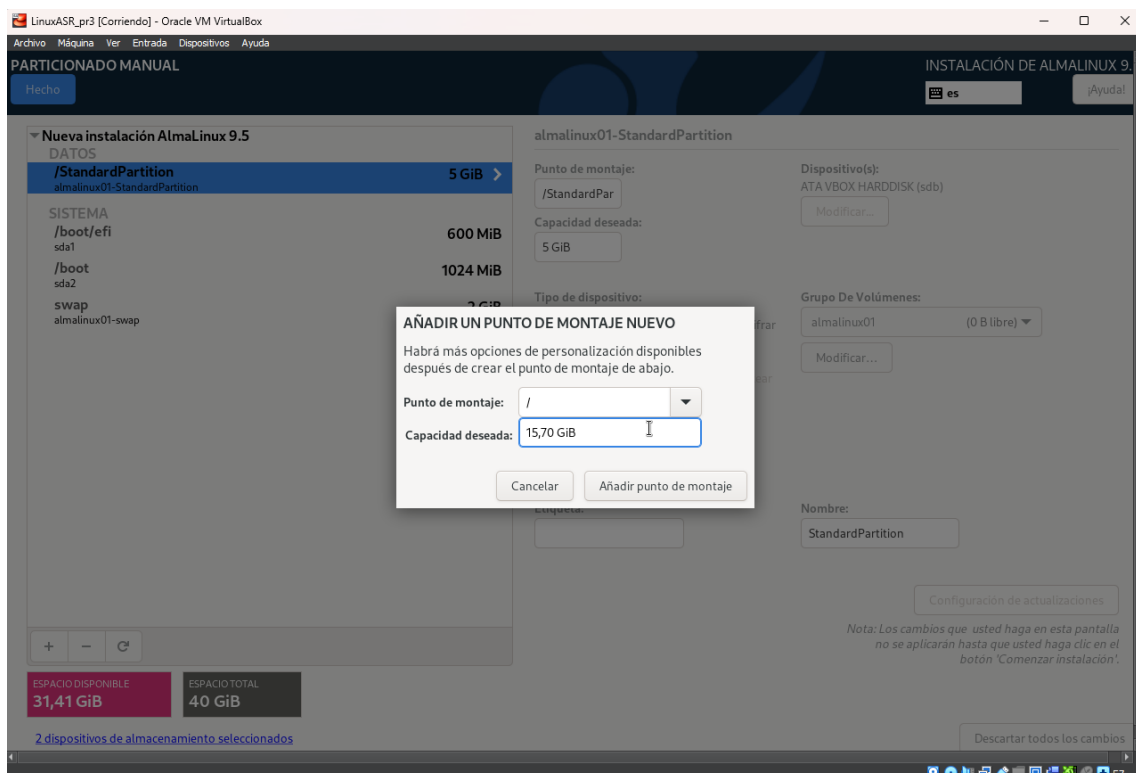 LinuxASR_pr3 [Corriendo] - Oracle VM VirtualBox
Archivo Máquina Ver Entrada Dispositivos Ayuda
PARTICIONADO MANUAL
INSTALACIÓN DE ALMALINUX 9.
Hecho
es
¡Ayuda!
Nueva instalación AlmaLinux 9.5
DATOS
/StandardPartition
5 GiB
almalinux01-StandardPartition
SISTEMA
/boot/efi
600 MiB
sda1
/boot
1024 MiB
sda2
swap
2 GiB
almalinux01-swap
almalinux01-StandardPartition
Punto de montaje:
/StandardPar
Capacidad deseada:
5 GiB
Dispositivo(s):
ATA VBOX HARDDISK (sdb)
Modificar...
Tipo de dispositivo:
frar
Grupo De Volúmenes:
almalinux01 (0 B libre)
Modificar...
ear
AÑADIR UN PUNTO DE MONTAJE NUEVO
Habrá más opciones de personalización disponibles
después de crear el punto de montaje de abajo.
Punto de montaje: /
Capacidad deseada: 15,70 GiB
Cancelar
Añadir punto de montaje
Etiqueta:
Nombre:
StandardPartition
Configuración de actualizaciones
Nota: Los cambios que usted haga en esta pantalla
no se aplicarán hasta que usted haga clic en el
botón 'Comenzar instalación'.
ESPACIO DISPONIBLE
31,41 GiB
ESPACIO TOTAL
40 GiB
2 dispositivos de almacenamiento seleccionados
Descartar todos los cambios